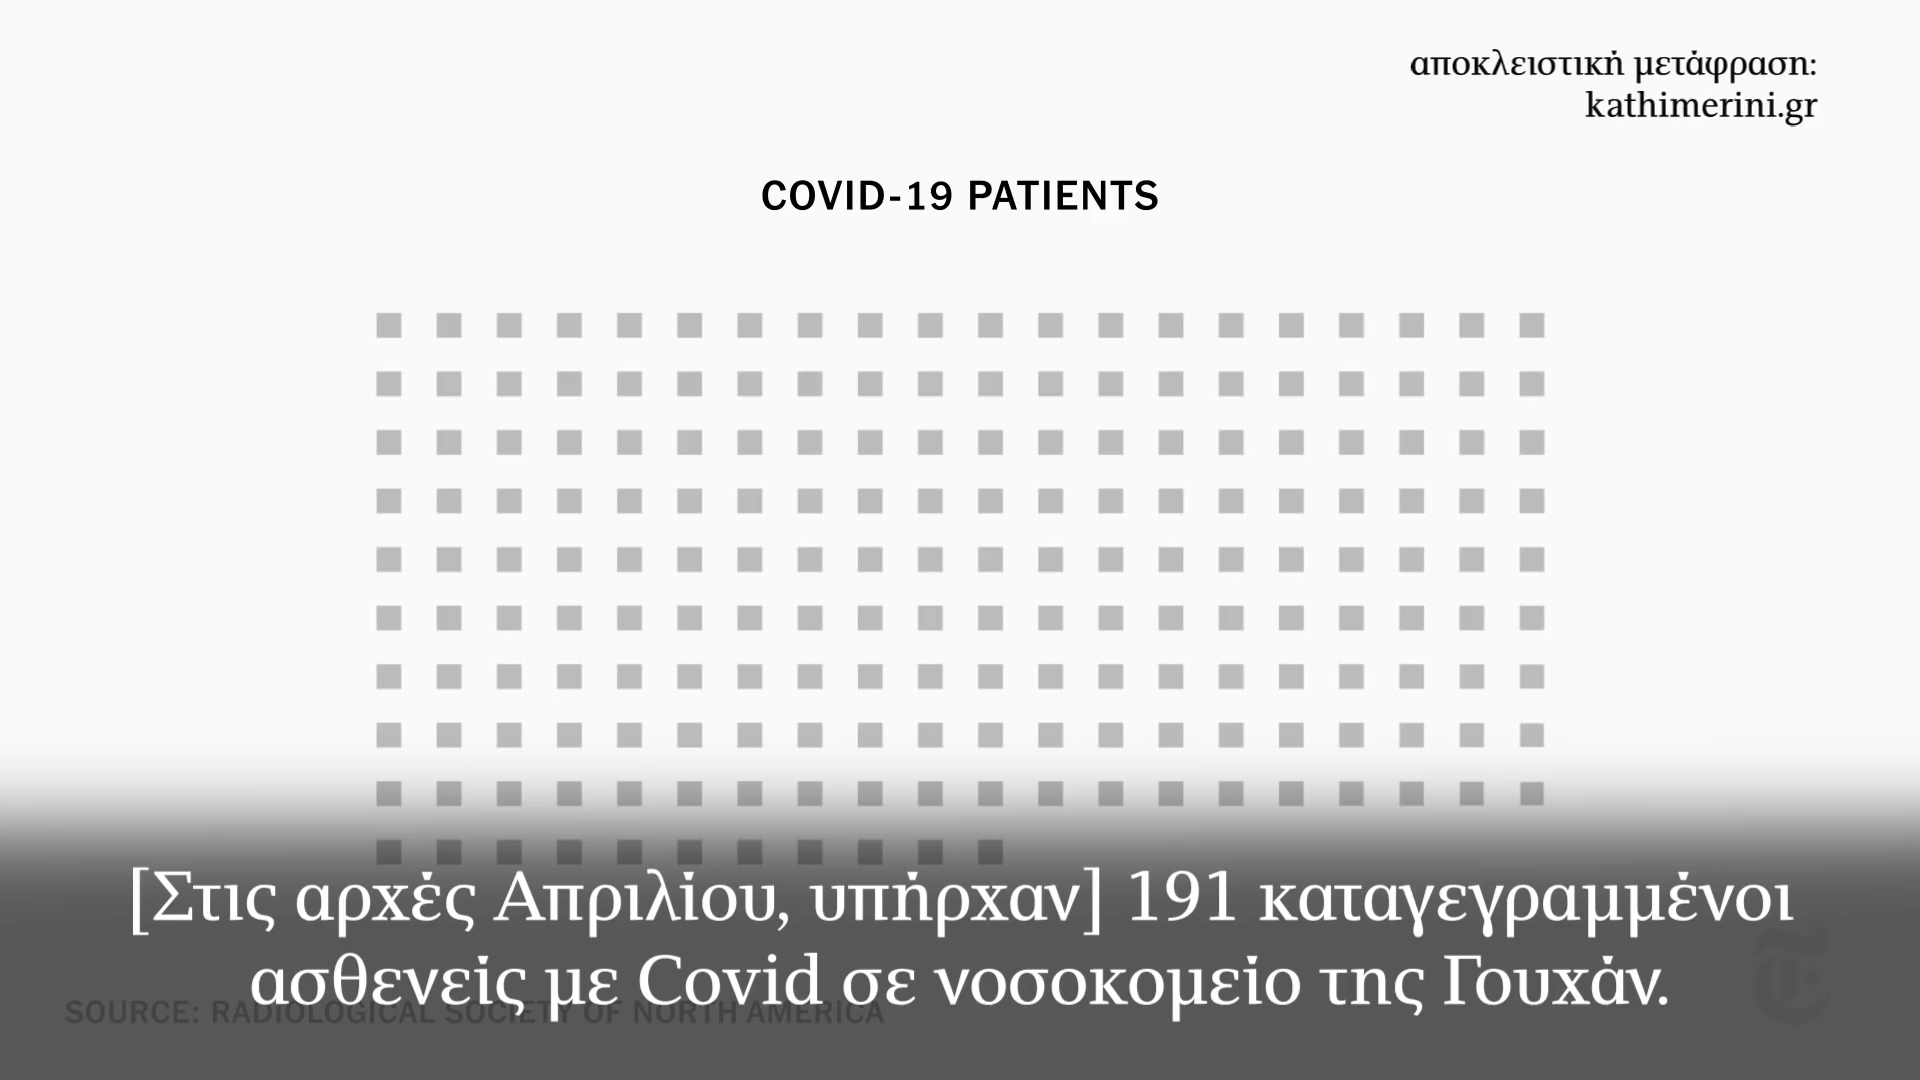 αποκλειστική μετάφραση:
kathimerini.gr
COVID-19 PATIENTS
[Στις αρχές Απριλίου, υπήρχαν] 191 καταγεγραμμένοι
ασθενείς με Covid σε νοσοκομείο της Γουχάν.
SOURCE: RADIOLOGICAL SOCIETY OF NORTH AMERICA